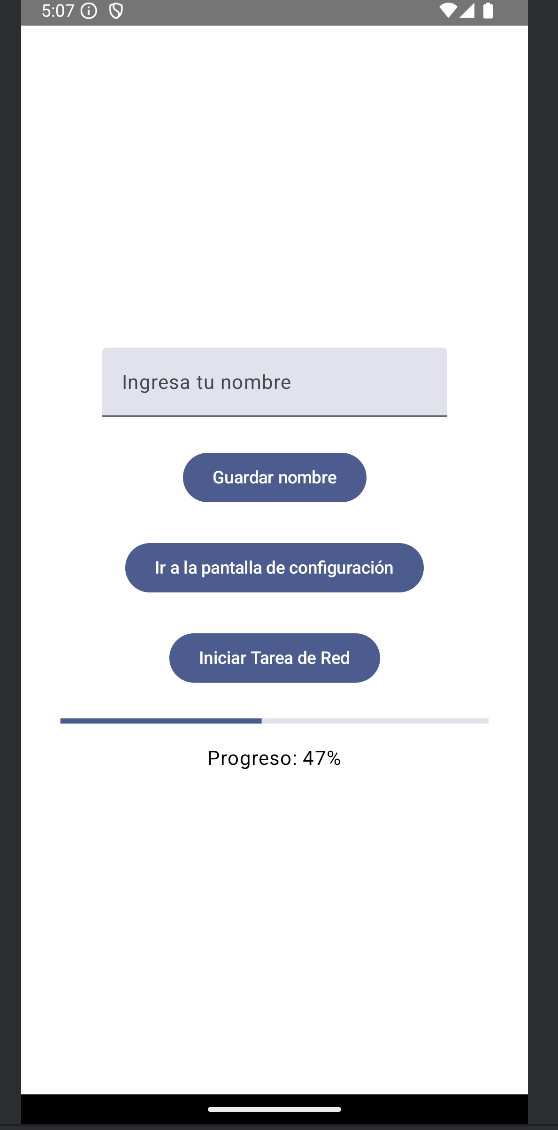 5:07
Ingresa tu nombre
Guardar nombre
Ir a la pantalla de configuración
Iniciar Tarea de Red
Progreso: 47%